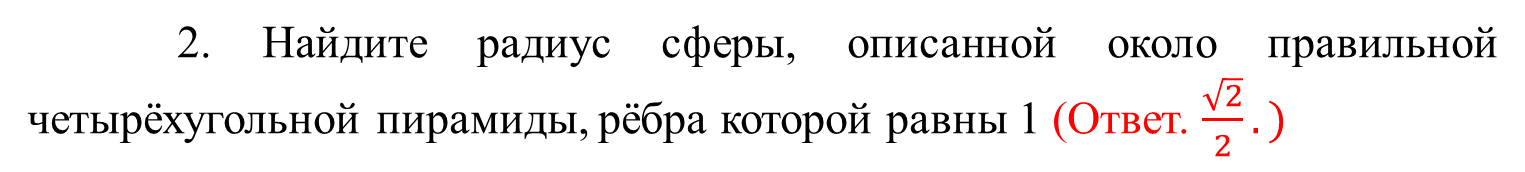 2. Найдите радиус сферы, описанной около правильной
четырёхугольной пирамиды, рёбра которой равны 1 (Ответ. √2/2.)